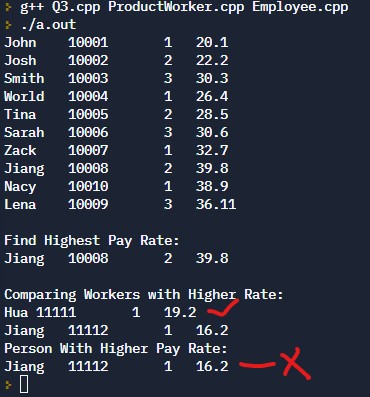 > g++ Q3.cpp ProductWorker.cpp Employee.cpp
> ./a.out
John 10001 1 20.1
Josh 10002 2 22.2
Smith 10003 3 30.3
World 10004 1 26.4
Tina 10005 2 28.5
Sarah 10006 3 30.6
Zack 10007 1 32.7
Jiang 10008 2 39.8
Nacy 10010 1 38.9
Lena 10009 3 36.11
Find Highest Pay Rate:
Jiang 10008 2 39.8
Comparing Workers with Higher Rate:
Hua 11111 1 19.2
Jiang 11112 1 16.2
Person With Higher Pay Rate:
Jiang 11112 1 16.2
>